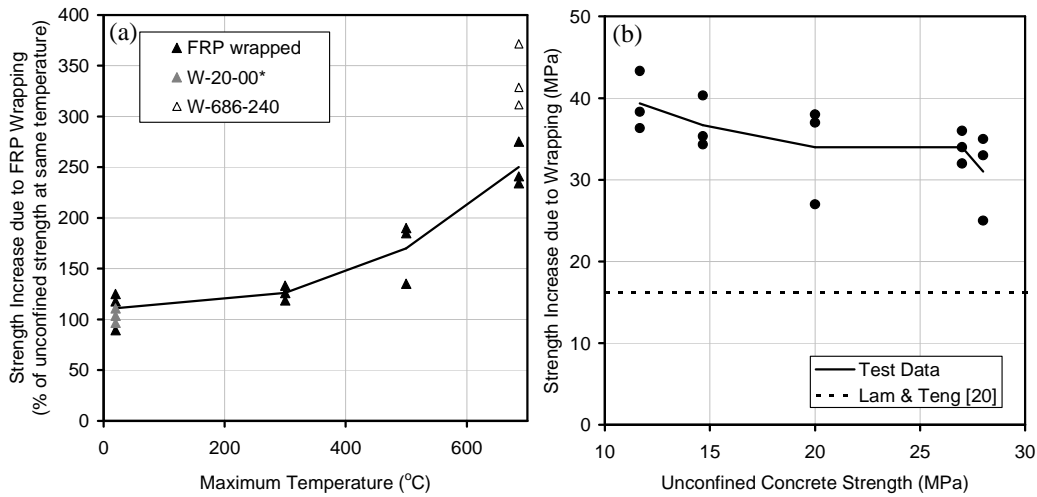 (a)
FRP wrapped
W-20-00*
W-686-240
Strength Increase due to FRP Wrapping
(% of unconfined strength at same temperature)
400
350
300
250
200
150
100
50
0
0
200
400
600
Maximum Temperature (°C)
(b)
Strength Increase due to Wrapping (MPa)
50
40
30
20
10
0
Test Data
Lam & Teng [20]
10
15
20
25
30
Unconfined Concrete Strength (MPa)